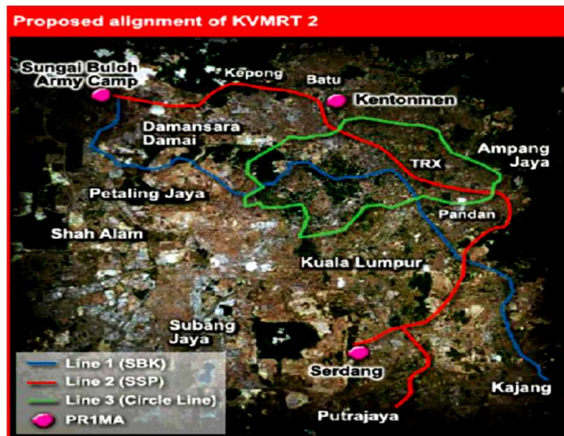 Proposed alignment of KVMRT 2
Sungai Buloh
Army Camp
Kepong
Batu
Kentonmen
Damansara
Damai
TRX
Ampang
Jaya
Petaling Jaya
Pandan
Shah Alam
Kuala Lumpur
Subang
Jaya
Serdang
Kajang
Putrajaya
Line 1 (SBK)
Line 2 (SSP)
Line 3 (Circle Line)
PR1MA